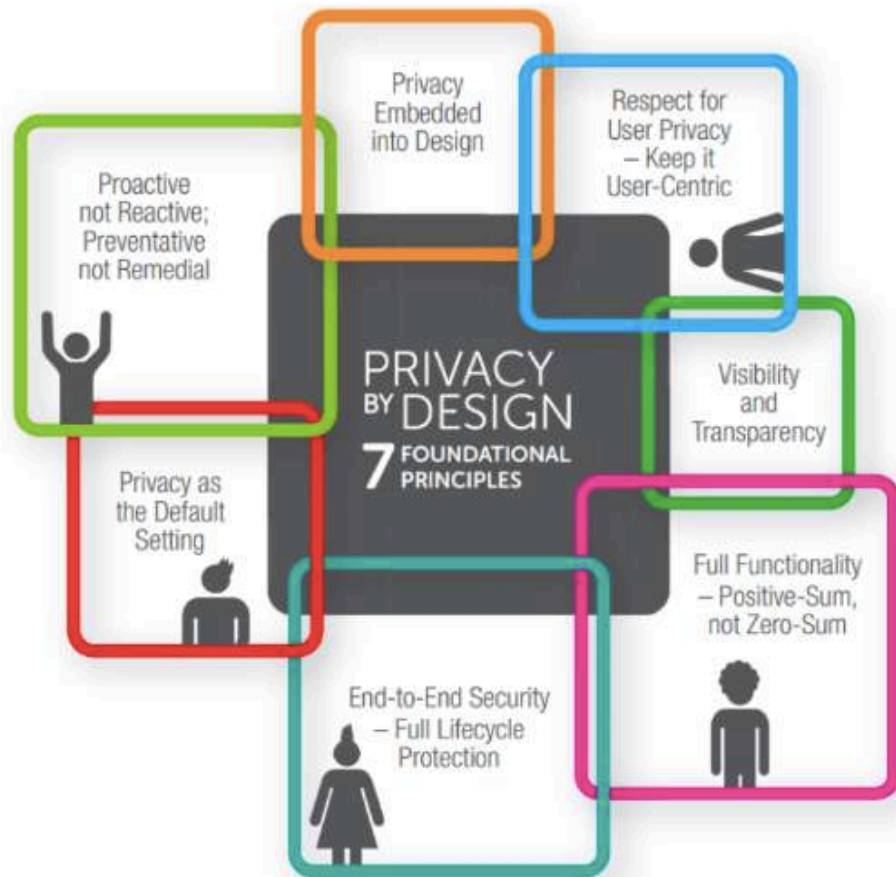 Privacy
Embedded
into Design
Respect for
User Privacy
– Keep it
User-Centric
Proactive
not Reactive;
Preventative
not Remedial
PRIVACY
BY DESIGN
7 FOUNDATIONAL
PRINCIPLES
Visibility
and
Transparency
Privacy as
the Default
Setting
Full Functionality
– Positive-Sum,
not Zero-Sum
End-to-End Security
– Full Lifecycle
Protection